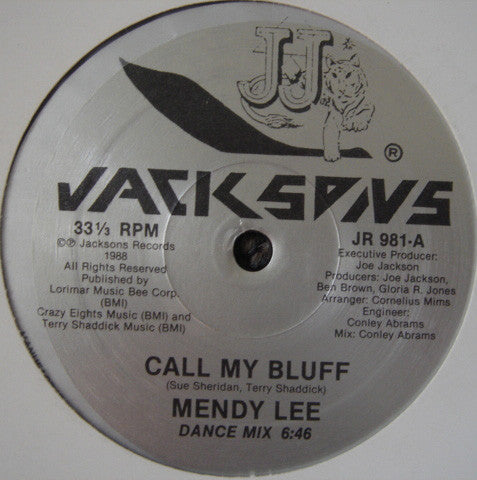 JJ
®
JACKSONS
33⅓ RPM
℗© Jacksons Records
1988
All Rights Reserved
Published by
Lorimar Music Bee Corp.
(BMI)
Crazy Eights Music (BMI) and
Terry Shaddick Music (BMI)
JR 981-A
Executive Producer:
Joe Jackson
Producers: Joe Jackson,
Ben Brown, Gloria R. Jones
Arranger: Cornelius Mims
Engineer:
Conley Abrams
Mix: Conley Abrams
CALL MY BLUFF
(Sue Sheridan, Terry Shaddick)
MENDY LEE
DANCE MIX 6:46